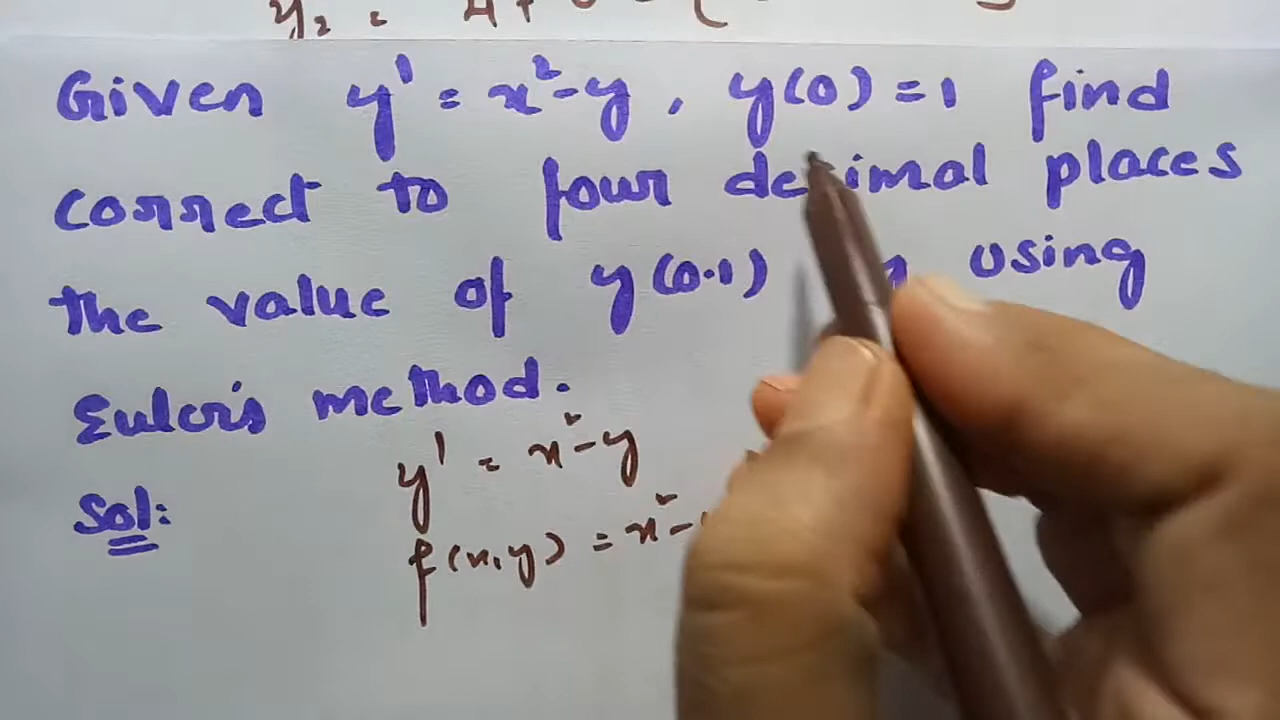 y₂ =
Given y' = x² - y, y(0) = 1 find
correct to four decimal places
the value of y(0.1) using
Euler's method.
y' = x² - y
Sol:
f(x, y) = x² -